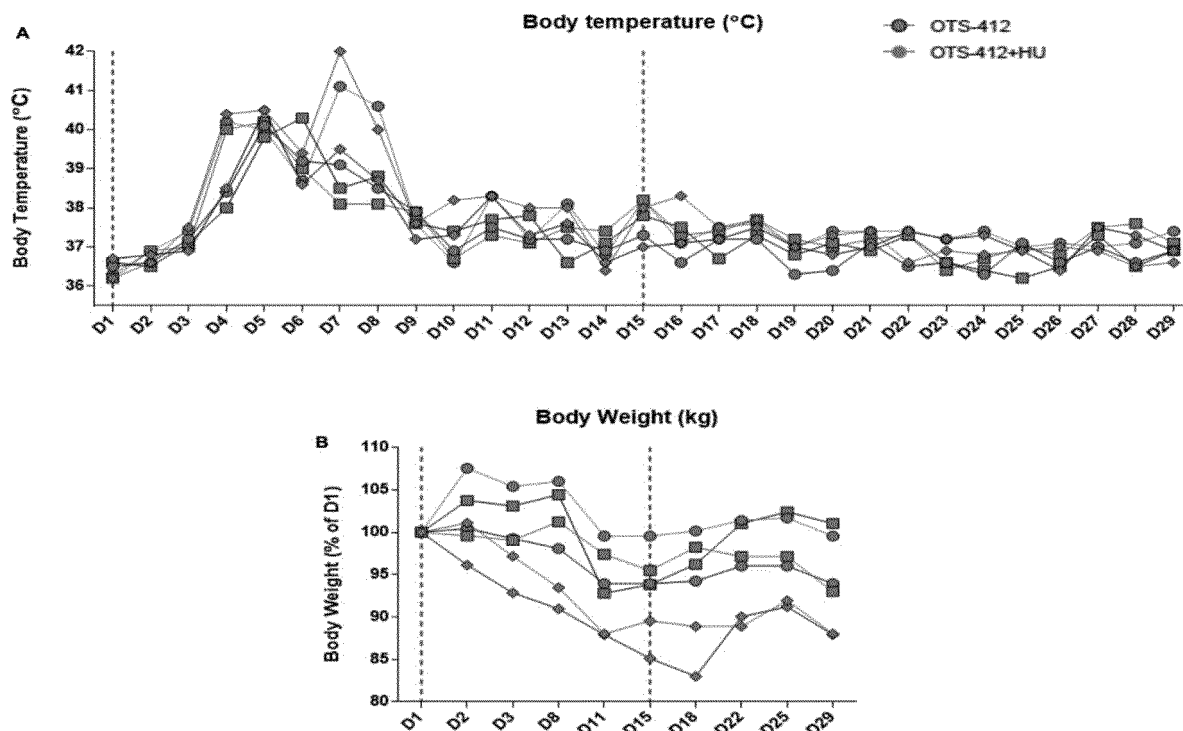 Body temperature (°C)
A
OTS-412
OTS-412+HU
Body Temperature (°C)
42
41
40
39
38
37
36
D1 D2 D3 D4 D5 D6 D7 D8 D9 D10 D11 D12 D13 D14 D15 D16 D17 D18 D19 D20 D21 D22 D23 D24 D25 D26 D27 D28 D29
Body Weight (kg)
B
Body Weight (% of D1)
110
105
100
95
90
85
80
D1 D2 D3 D8 D11 D15 D18 D22 D25 D29